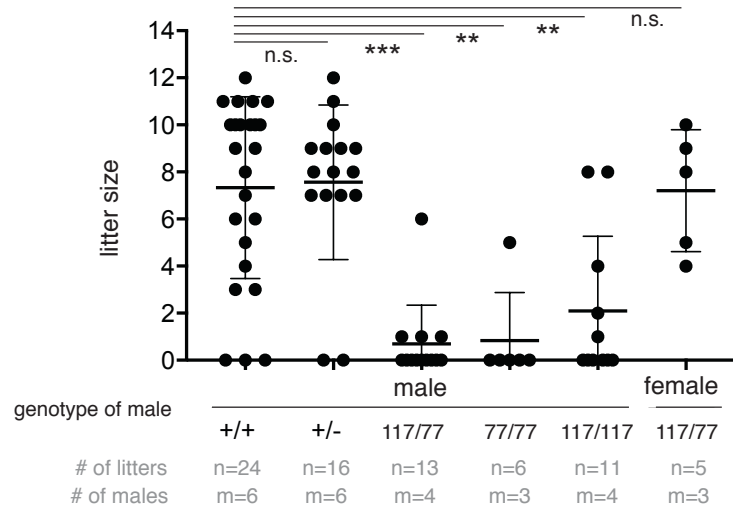 n.s.
n.s.
**
**
***
14
12
10
8
6
4
2
0
litter size
male
female
genotype of male
+/+ +/- 117/77 77/77 117/117 117/77
# of litters n=24 n=16 n=13 n=6 n=11 n=5
# of males m=6 m=6 m=4 m=3 m=4 m=3